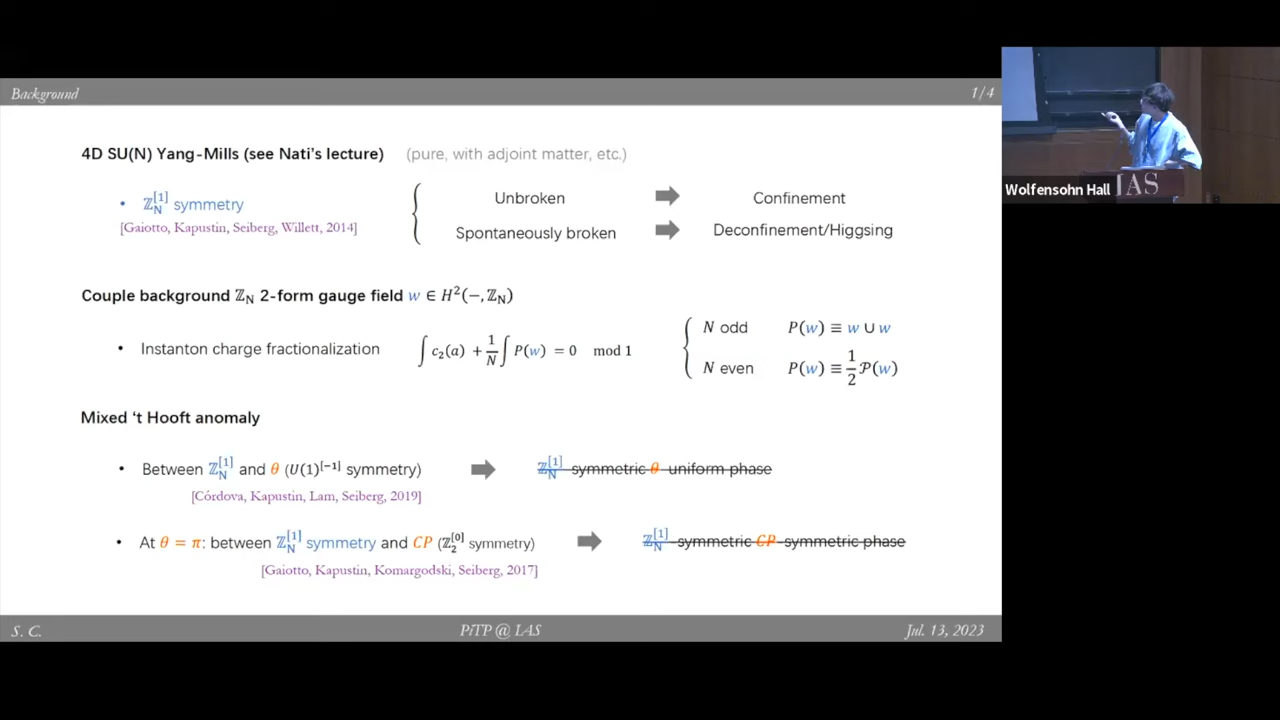 Background 1/4
4D SU(N) Yang-Mills (see Nati's lecture) (pure, with adjoint matter, etc.)
• ℤ_N^[1] symmetry
[Gaiotto, Kapustin, Seiberg, Willett, 2014]
Unbroken ➡ Confinement
Spontaneously broken ➡ Deconfinement/Higgsing
Couple background ℤ_N 2-form gauge field w ∈ H²(−, ℤ_N)
• Instanton charge fractionalization ∫ c₂(a) + 1/N ∫ P(w) = 0 mod 1
N odd P(w) ≡ w ∪ w
N even P(w) ≡ 1/2 𝒫(w)
Mixed ‘t Hooft anomaly
• Between ℤ_N^[1] and θ (U(1)^[−1] symmetry) ➡ ℤ_N^[1] symmetric θ uniform phase
[Córdova, Kapustin, Lam, Seiberg, 2019]
• At θ = π: between ℤ_N^[1] symmetry and CP (ℤ_2^[0] symmetry) ➡ ℤ_N^[1] -symmetric CP -symmetric phase
[Gaiotto, Kapustin, Komargodski, Seiberg, 2017]
S. C. PiTP @ IAS Jul. 13, 2023
Wolfensohn Hall
IAS